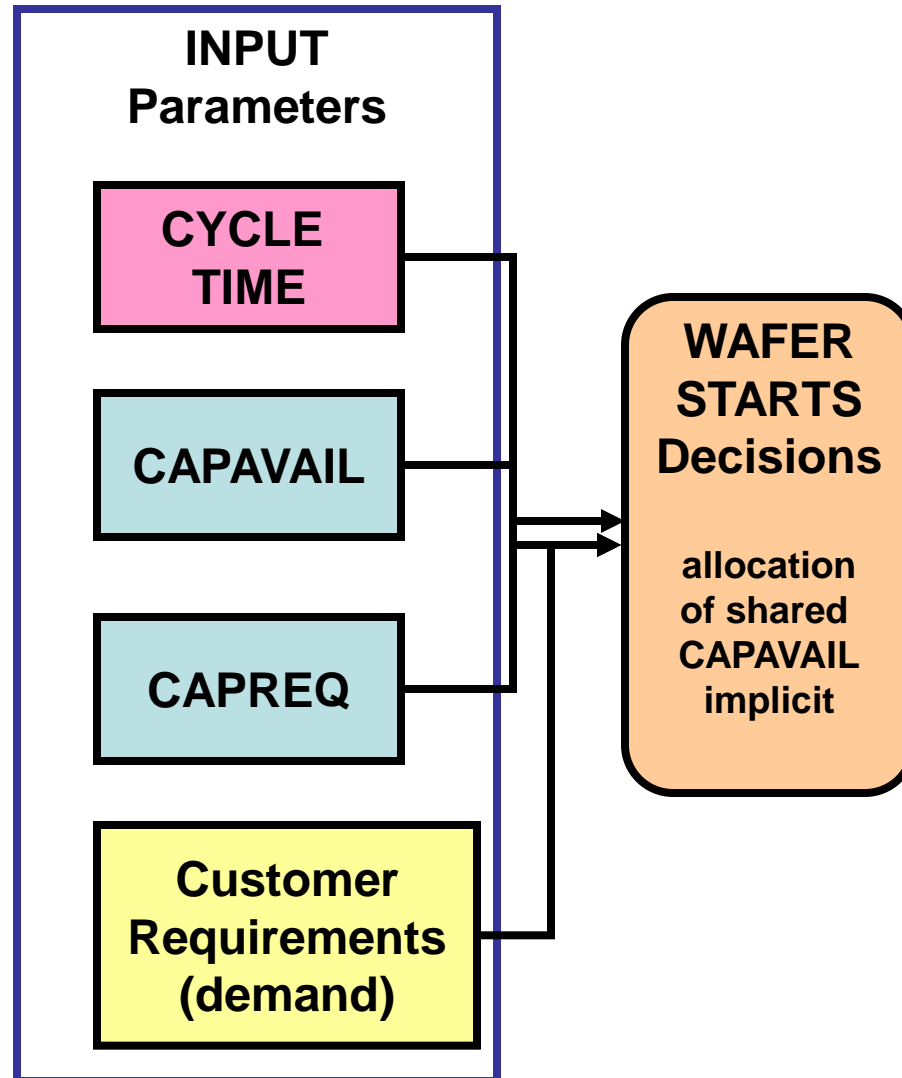 INPUT
Parameters
CYCLE
TIME
CAPAVAIL
CAPREQ
Customer
Requirements
(demand)
WAFER
STARTS
Decisions
allocation
of shared
CAPAVAIL
implicit